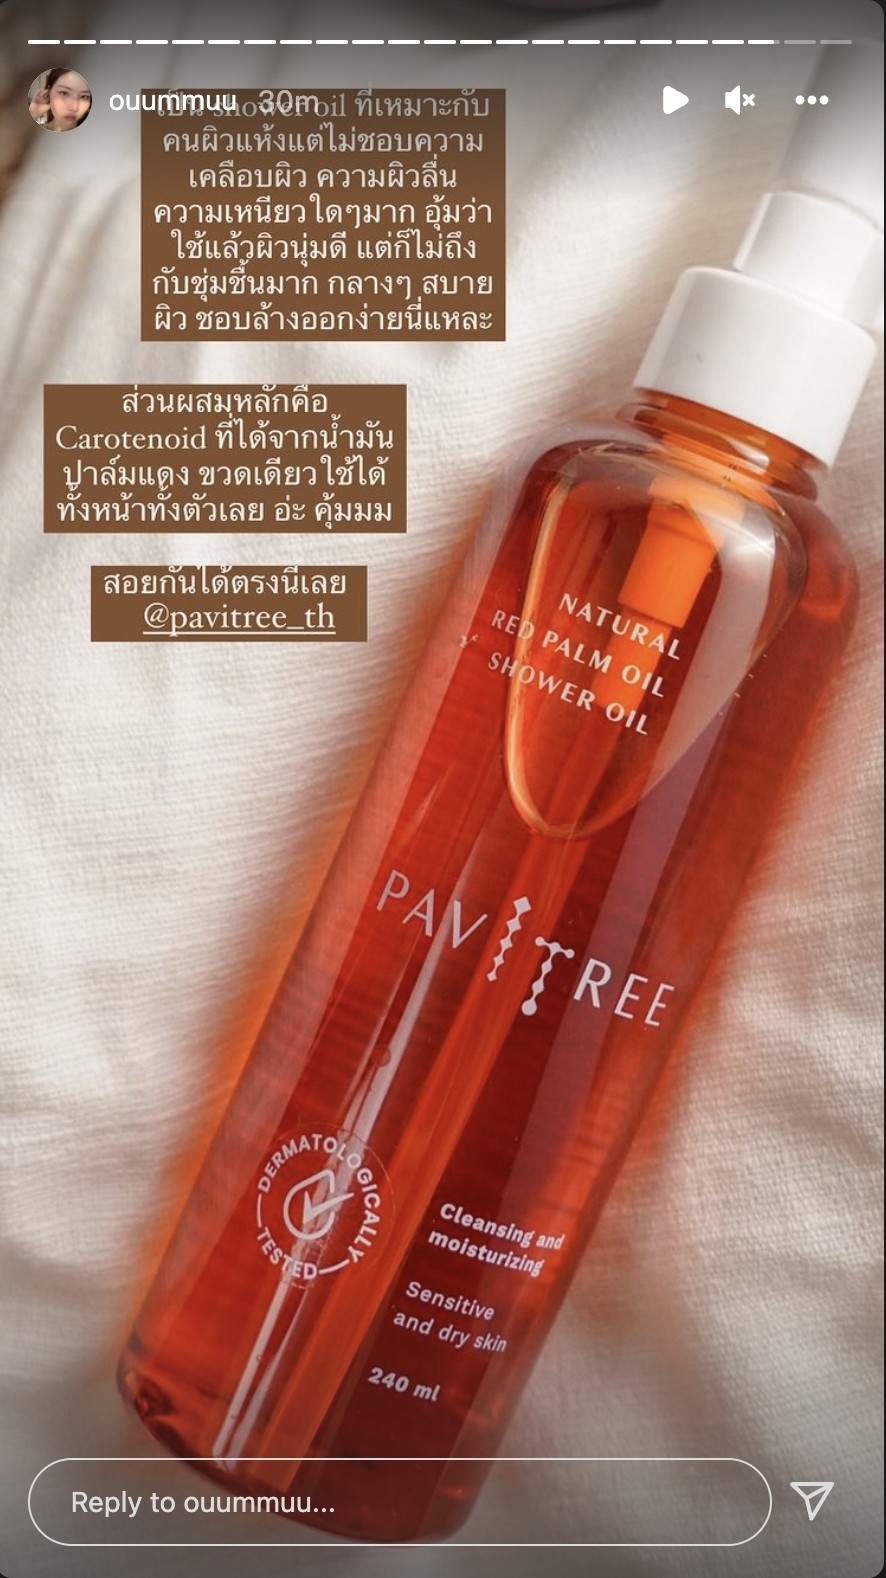 ouummuu 30m
เป็น shower oil ที่เหมาะกับ
คนผิวแห้งแต่ไม่ชอบความ
เคลือบผิว ความผิวลื่น
ความเหนียวใดๆมาก อุ้มว่า
ใช้แล้วผิวนุ่มดี แต่ก็ไม่ถึง
กับชุ่มชื้นมาก กลางๆ สบาย
ผิว ชอบล้างออกง่ายนี่แหละ
ส่วนผสมหลักคือ
Carotenoid ที่ได้จากน้ำมัน
ปาล์มแดง ขวดเดียวใช้ได้
ทั้งหน้าทั้งตัวเลย อ่ะ คุ้มมม
สอยกันได้ตรงนี้เลย
@pavitree_th
NATURAL
RED PALM OIL
SHOWER OIL
PAVITREE
DERMATOLOGICALLY
TESTED
Cleansing and
moisturizing
Sensitive
and dry skin
240 ml
Reply to ouummuu...